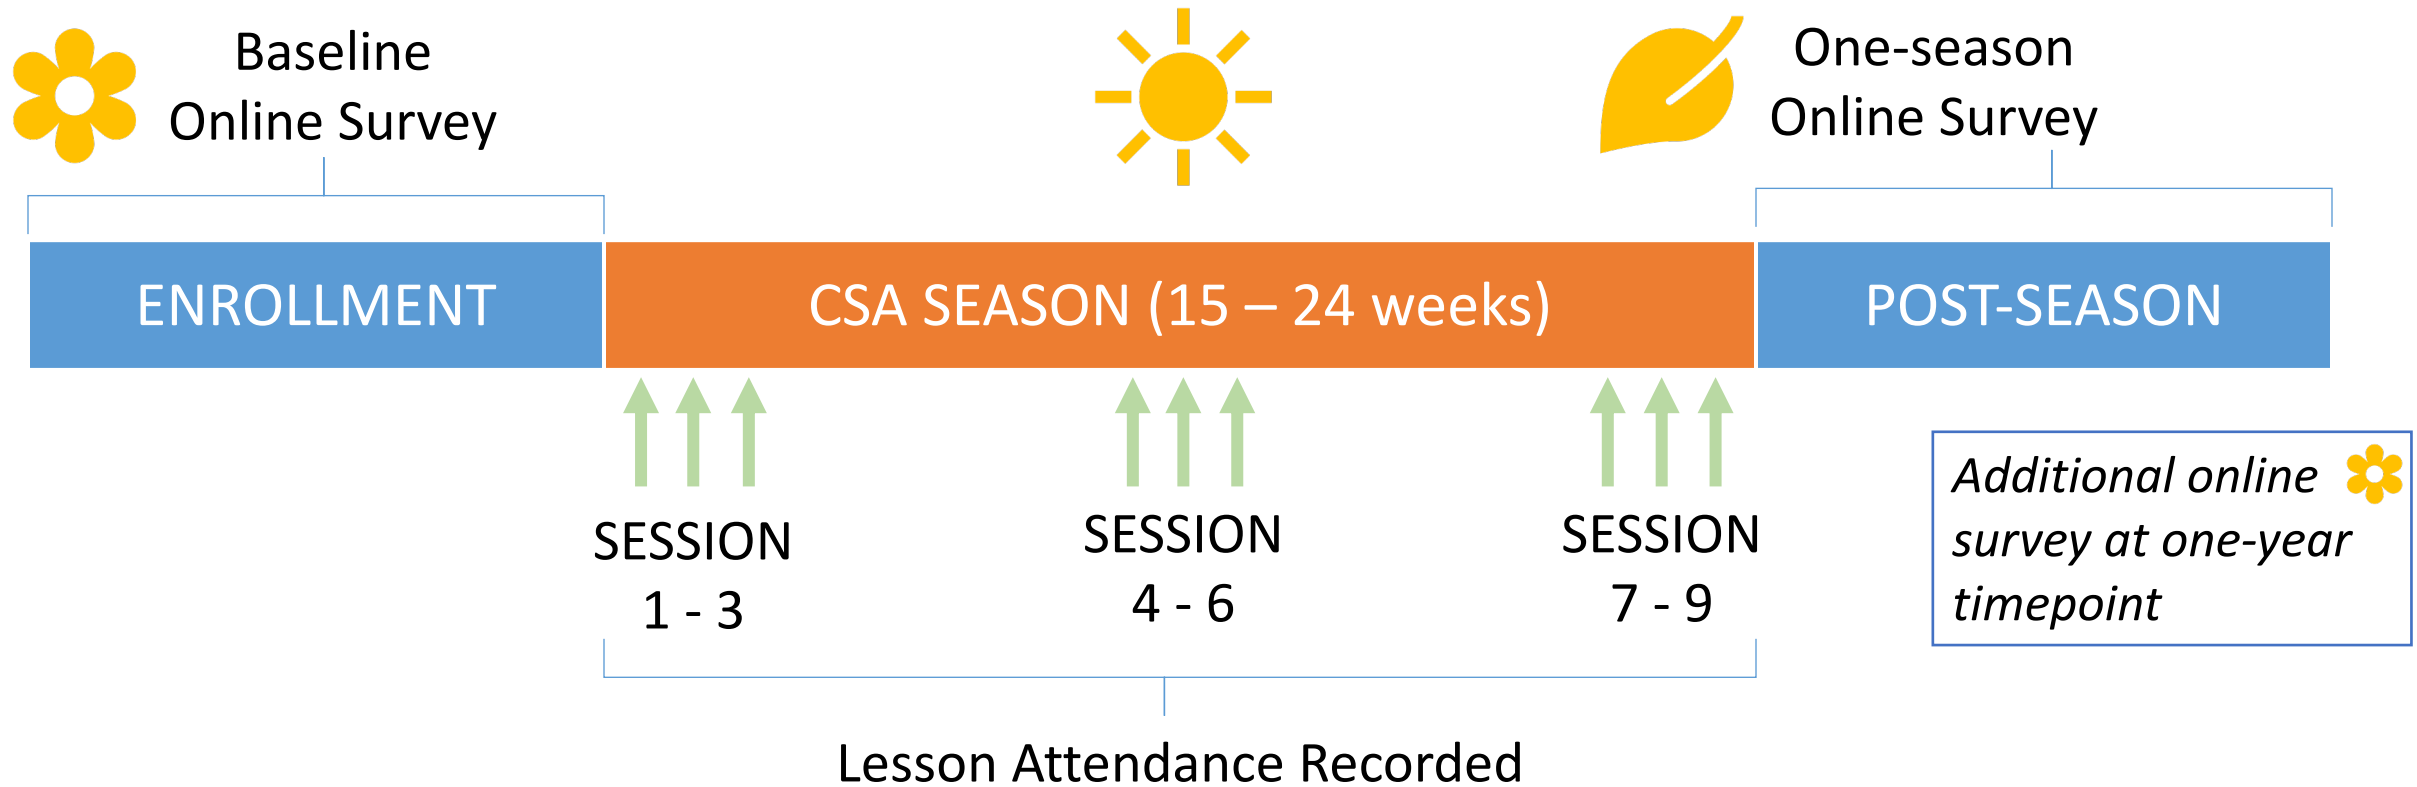 Baseline
Online Survey
One-season
Online Survey
ENROLLMENT
CSA SEASON (15 – 24 weeks)
POST-SEASON
SESSION
1 - 3
SESSION
4 - 6
SESSION
7 - 9
Additional online
survey at one-year
timepoint
Lesson Attendance Recorded